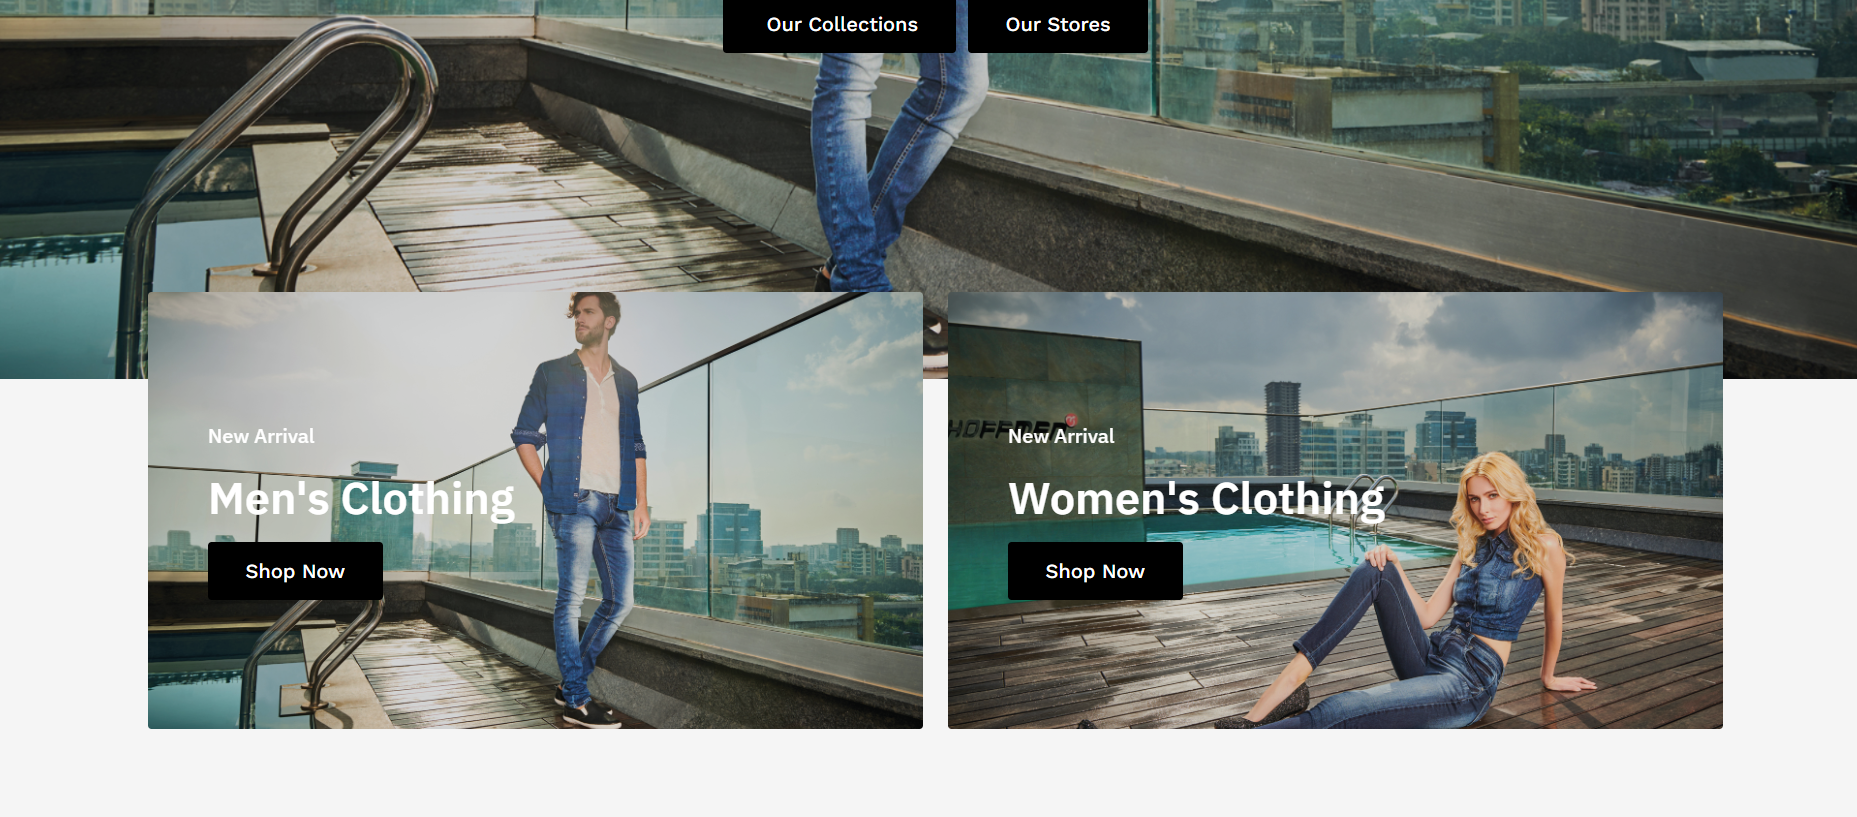 Our Collections
Our Stores
New Arrival
Men's Clothing
Shop Now
HOFFMEN
New Arrival
Women's Clothing
Shop Now